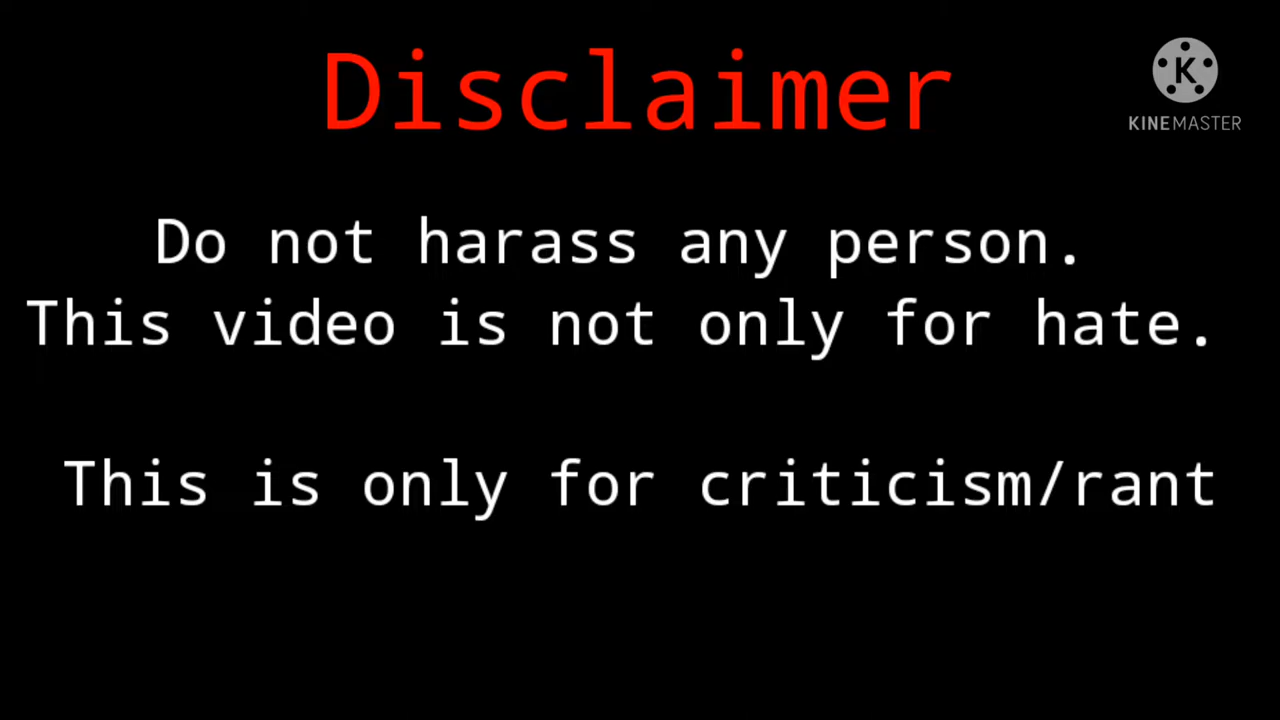 Disclaimer
K
KINEMASTER
Do not harass any person.
This video is not only for hate.
This is only for criticism/rant